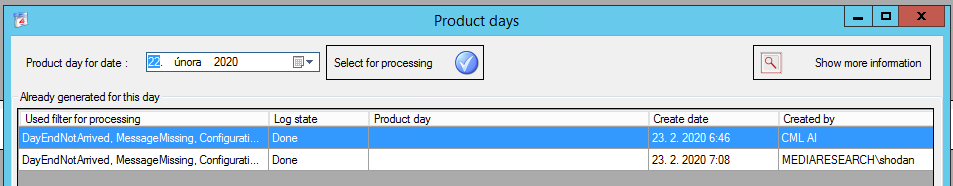 Product days
Product day for date :
22. února 2020
Select for processing
Show more information
Already generated for this day
Used filter for processing Log state Product day Create date Created by
DayEndNotArrived, MessageMissing, Configurati... Done 23. 2. 2020 6:46 CML AI
DayEndNotArrived, MessageMissing, Configurati... Done 23. 2. 2020 7:08 MEDIARESEARCH\shodan